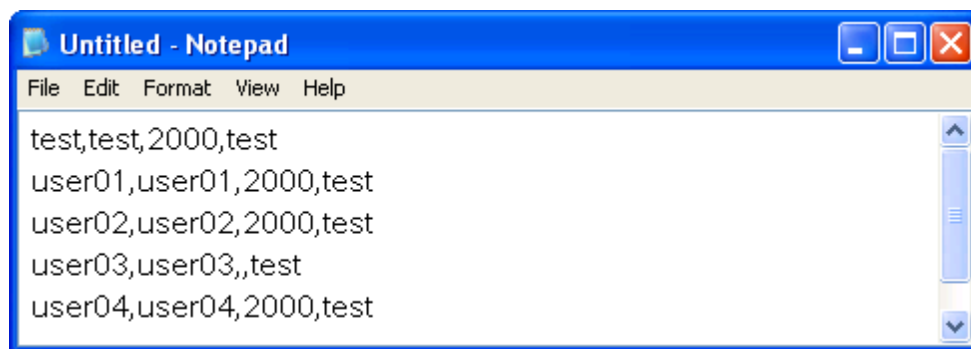 Untitled - Notepad
File Edit Format View Help
test,test,2000,test
user01,user01,2000,test
user02,user02,2000,test
user03,user03,,test
user04,user04,2000,test